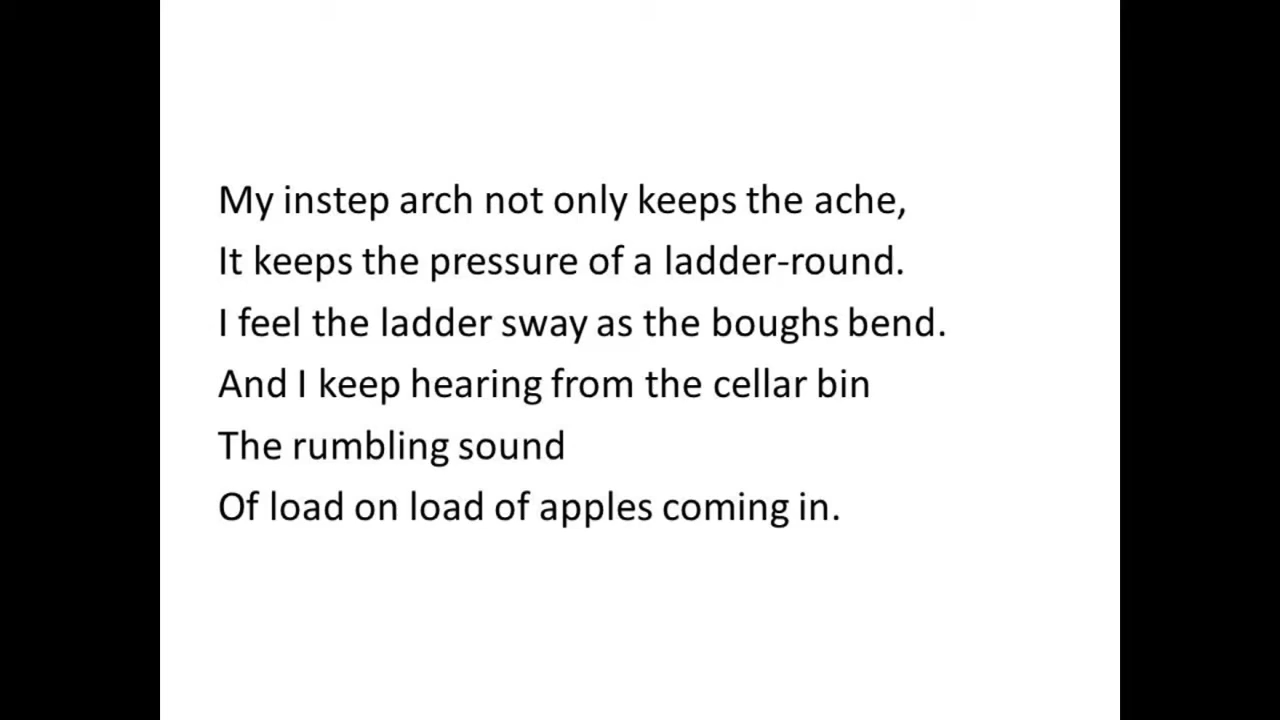 My instep arch not only keeps the ache,
It keeps the pressure of a ladder-round.
I feel the ladder sway as the boughs bend.
And I keep hearing from the cellar bin
The rumbling sound
Of load on load of apples coming in.